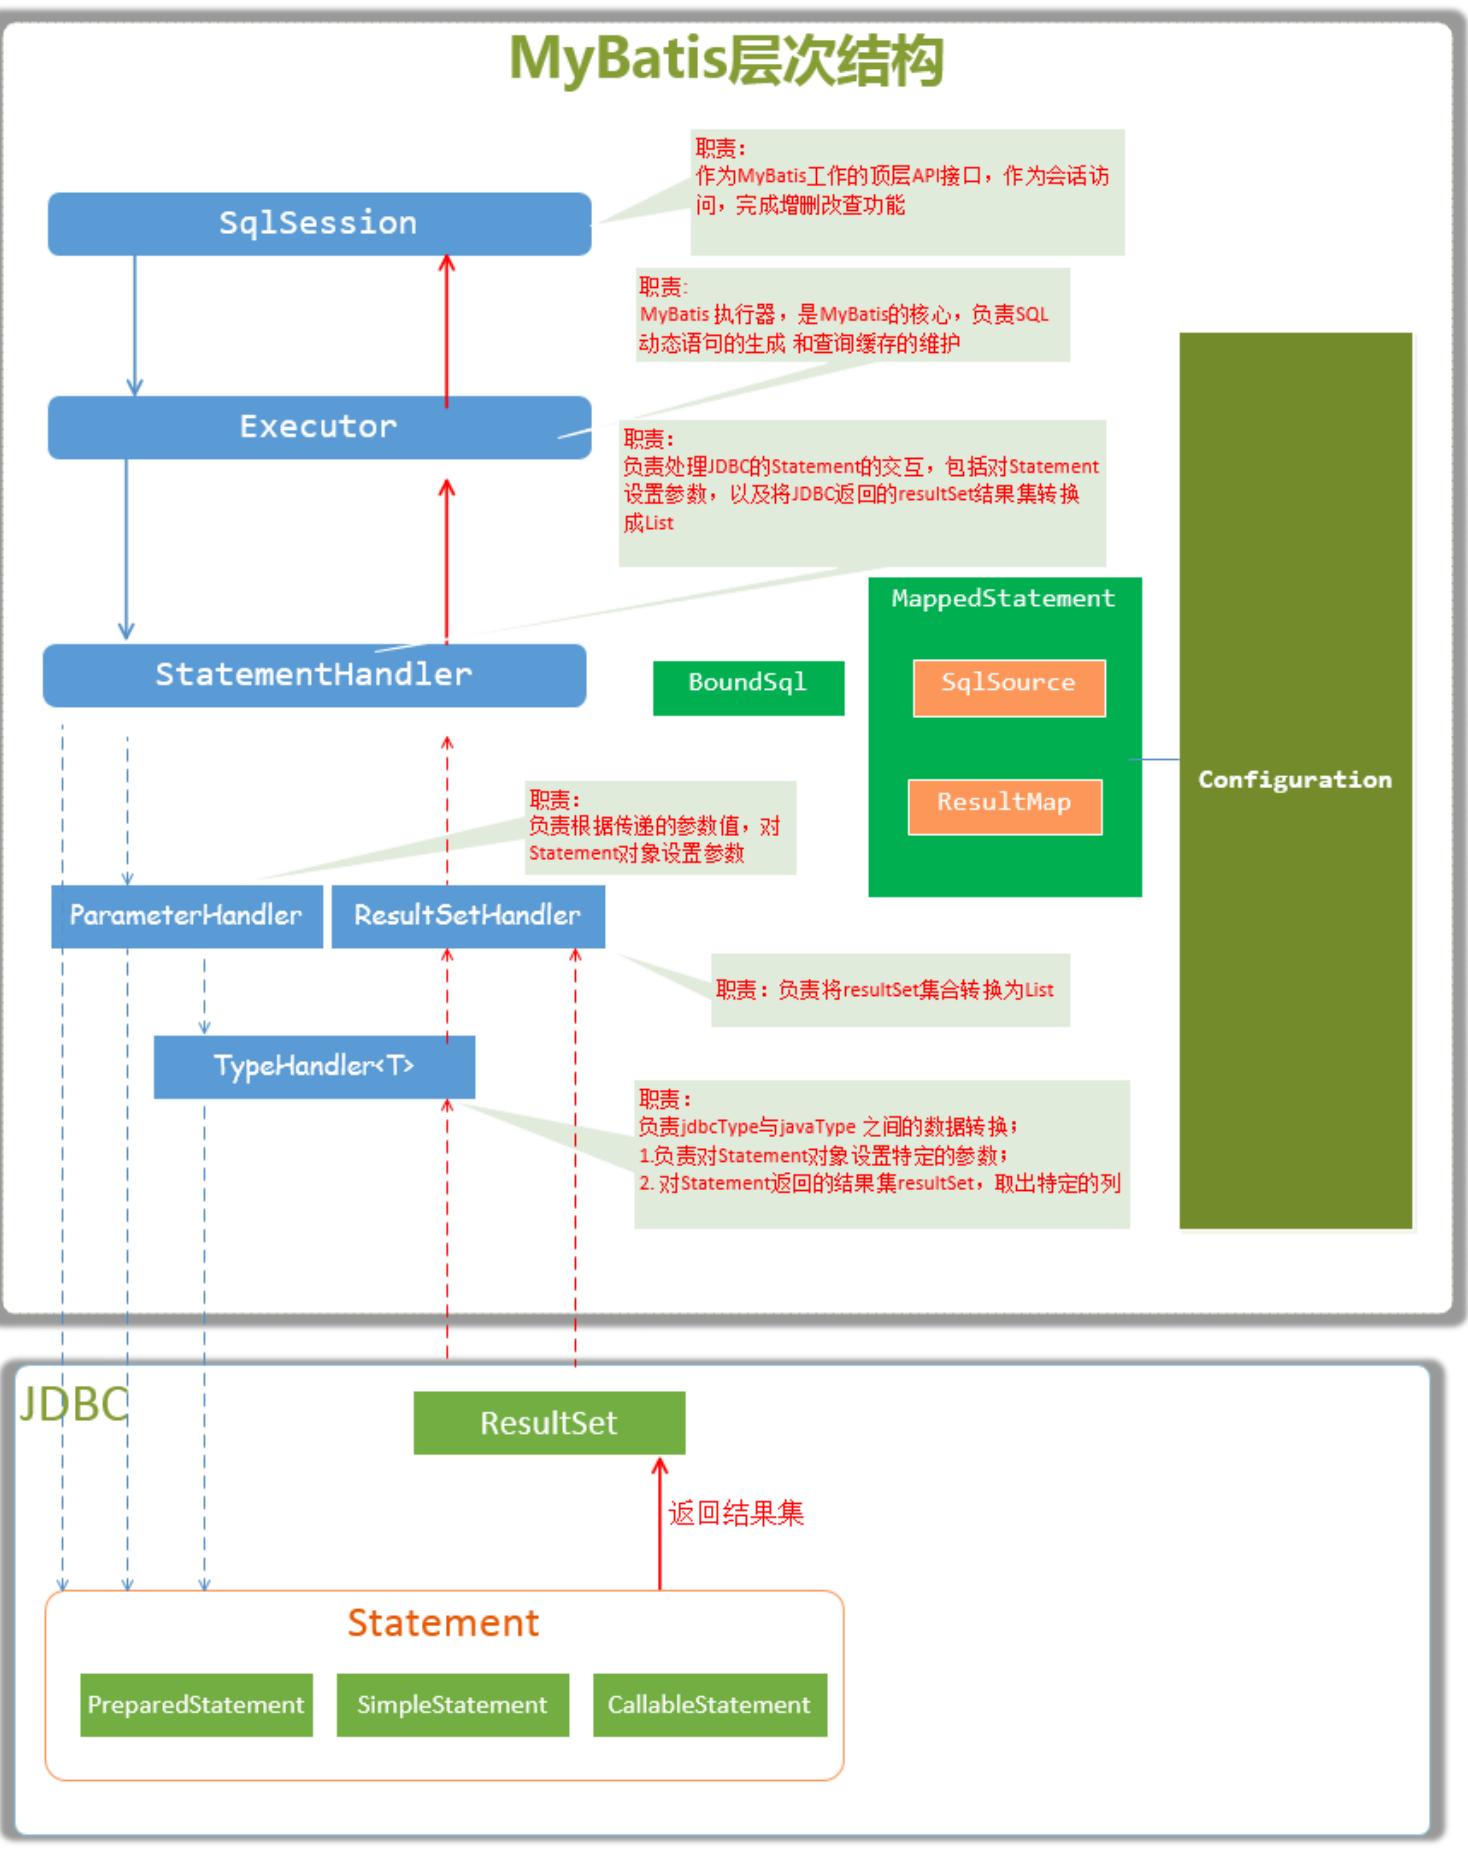 MyBatis层次结构
职责：
作为MyBatis工作的顶层API接口，作为会话访
问，完成增删改查功能
SqlSession
职责:
MyBatis 执行器，是MyBatis的核心，负责SQL
动态语句的生成 和查询缓存的维护
Executor
职责：
负责处理JDBC的Statement的交互，包括对Statement
设置参数，以及将JDBC返回的resultSet结果集转换
成List
MappedStatement
StatementHandler
BoundSql
SqlSource
Configuration
ResultMap
职责：
负责根据传递的参数值，对
Statement对象设置参数
ParameterHandler
ResultSetHandler
职责：负责将resultSet集合转换为List
TypeHandler<T>
职责：
负责jdbcType与javaType 之间的数据转换；
1.负责对Statement对象设置特定的参数；
2. 对Statement返回的结果集resultSet，取出特定的列
JDBC
ResultSet
返回结果集
Statement
PreparedStatement
SimpleStatement
CallableStatement